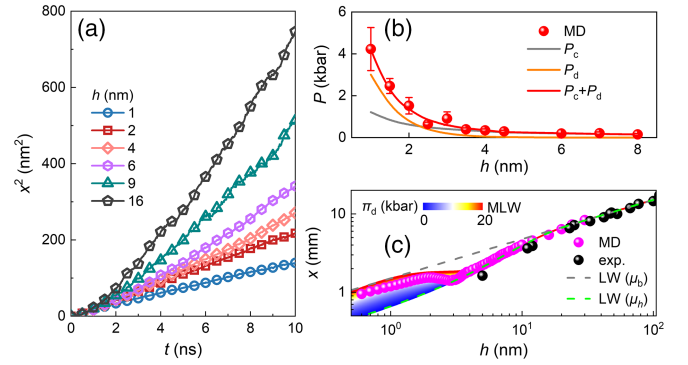 (a)
800
600
400
200
0
x² (nm²)
h (nm)
1
2
4
6
9
16
0 2 4 6 8 10
t (ns)
(b)
6
4
2
0
P (kbar)
MD
Pc
Pd
Pc+Pd
2 4 6 8
h (nm)
πd (kbar) 0 20 MLW
(c)
10
1
x (mm)
MD
exp.
LW (μb)
LW (μh)
10⁰ 10¹ 10²
h (nm)